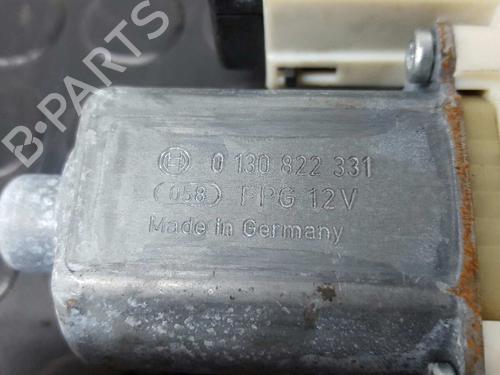 B-PARTS
0 130 822 331
(058) FPG 12V
Made in Germany